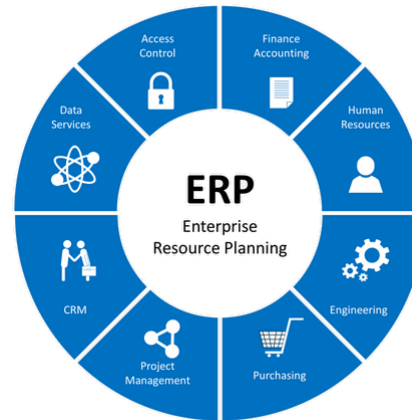 Access
Control
Finance
Accounting
Data
Services
Human
Resources
ERP
Enterprise
Resource Planning
CRM
Engineering
Project
Management
Purchasing